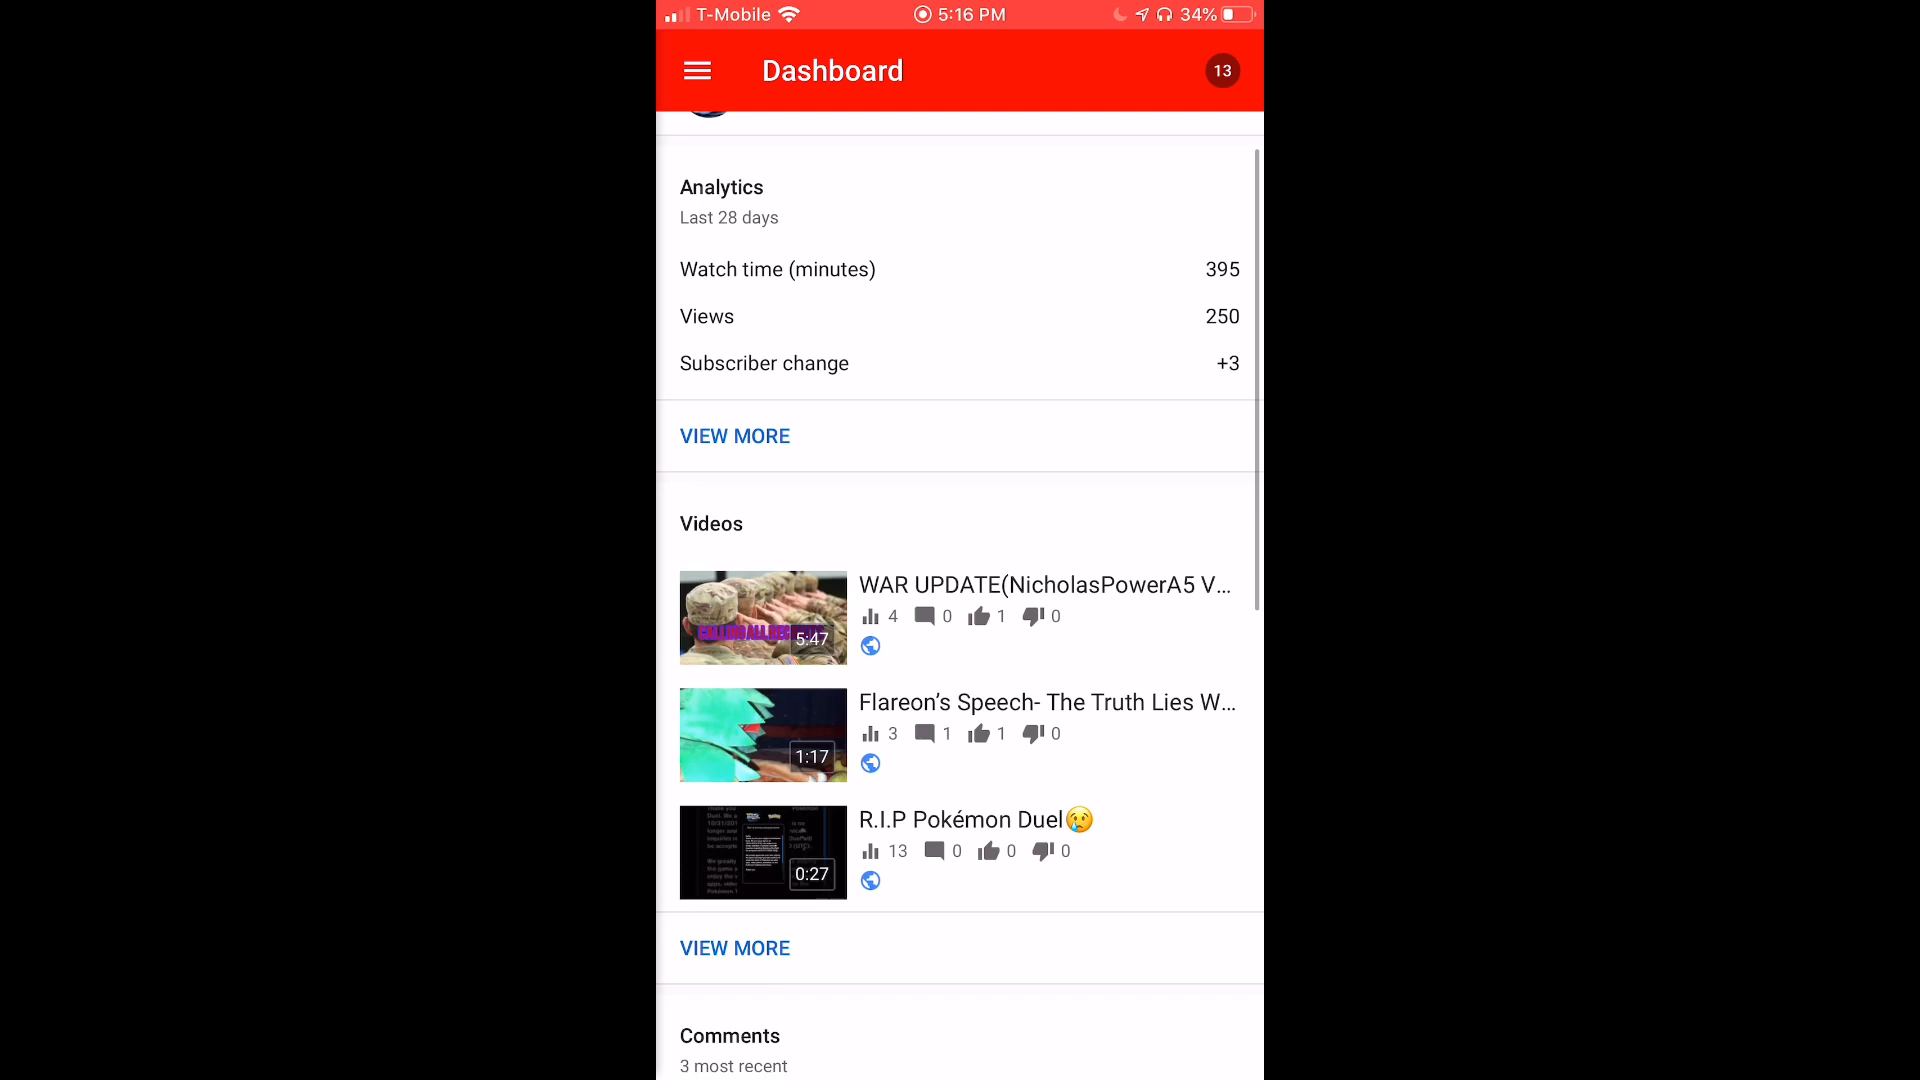 T-Mobile 5:16 PM 34%
Dashboard 13
Analytics
Last 28 days
Watch time (minutes) 395
Views 250
Subscriber change +3
VIEW MORE
Videos
WAR UPDATE(NicholasPowerA5 V...
4 0 1 0
5:47
Flareon’s Speech- The Truth Lies W...
3 1 1 0
1:17
R.I.P Pokémon Duel😢
13 0 0 0
0:27
VIEW MORE
Comments
3 most recent